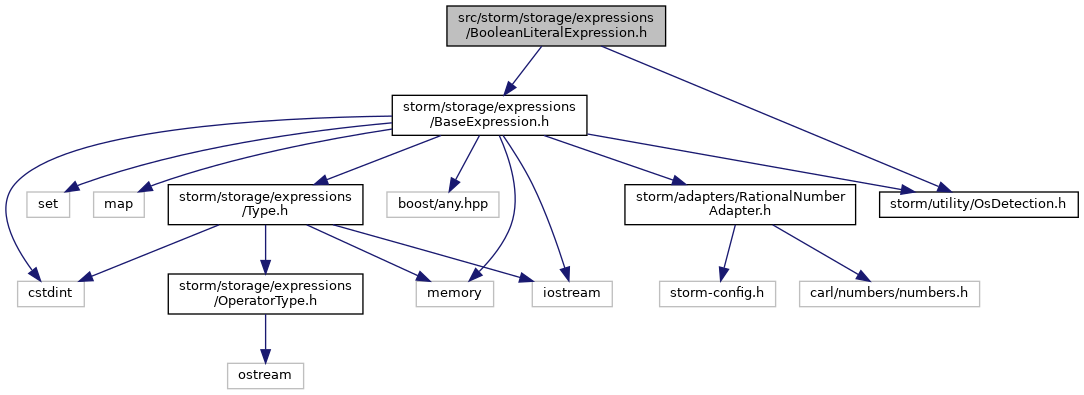 src/storm/storage/expressions
/BooleanLiteralExpression.h
storm/storage/expressions
/BaseExpression.h
set
map
storm/storage/expressions
/Type.h
boost/any.hpp
storm/adapters/RationalNumber
Adapter.h
storm/utility/OsDetection.h
cstdint
storm/storage/expressions
/OperatorType.h
memory
iostream
storm-config.h
carl/numbers/numbers.h
ostream